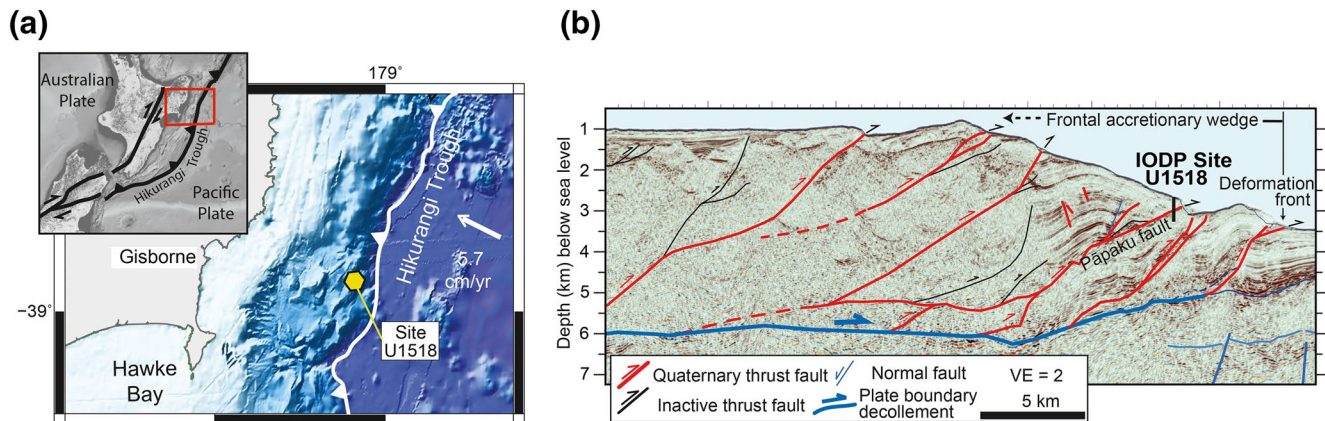 (a)
Australian
Plate
Hikurangi Trough
Pacific
Plate
179°
Hikurangi Trough
5.7
cm/yr
Gisborne
−39°
Site
U1518
Hawke
Bay
(b)
Frontal accretionary wedge
IODP Site
U1518
Deformation
front
Pāpaku fault
Depth (km) below sea level
1
2
3
4
5
6
7
Quaternary thrust fault
Normal fault
VE = 2
Inactive thrust fault
Plate boundary
decollement
5 km